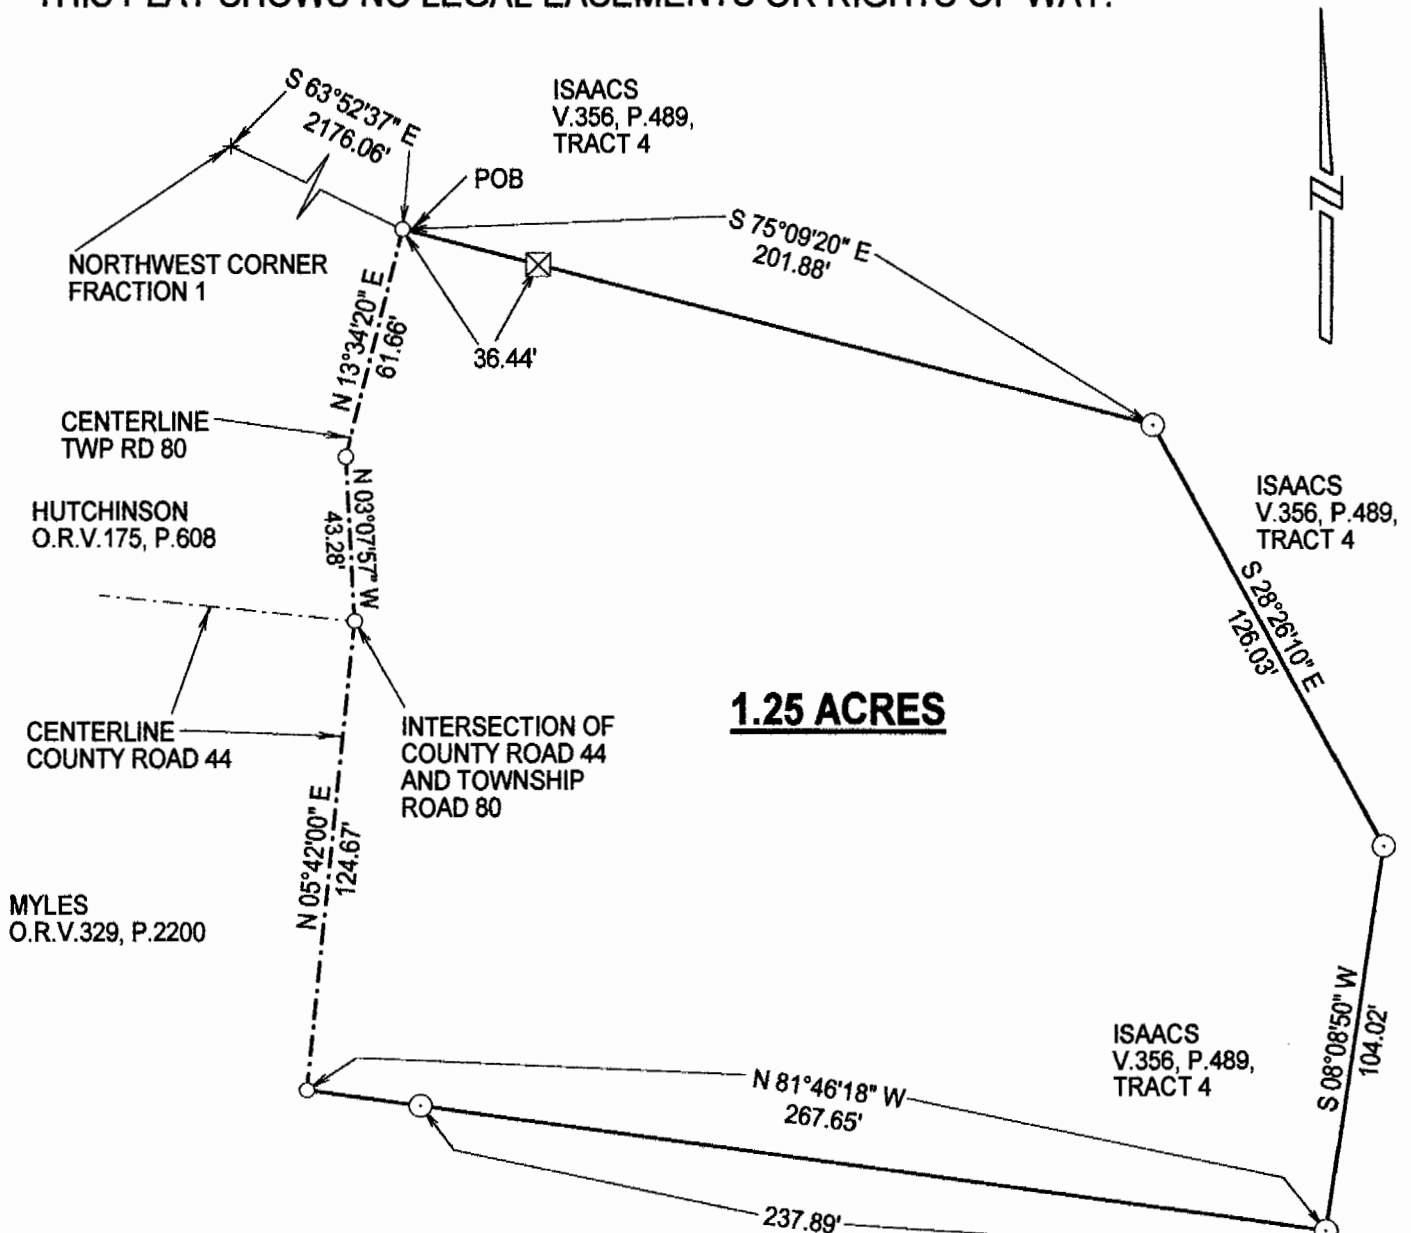 THIS PLAT SHOWS NO LEGAL EASEMENTS OR RIGHTS OF WAY.
S 63°52'37" E
2176.06'
ISAACS
V.356, P.489,
TRACT 4
POB
NORTHWEST CORNER
FRACTION 1
S 75°09'20" E
201.88'
N 13°34'20" E
61.66'
36.44'
CENTERLINE
TWP RD 80
HUTCHINSON
O.R.V.175, P.608
N 03°07'57" W
43.28'
ISAACS
V.356, P.489,
TRACT 4
S 28°26'10" E
126.03'
1.25 ACRES
CENTERLINE
COUNTY ROAD 44
INTERSECTION OF
COUNTY ROAD 44
AND TOWNSHIP
ROAD 80
N 05°42'00" E
124.67'
MYLES
O.R.V.329, P.2200
S 08°08'50" W
104.02'
ISAACS
V.356, P.489,
TRACT 4
N 81°46'18" W
267.65'
237.89'